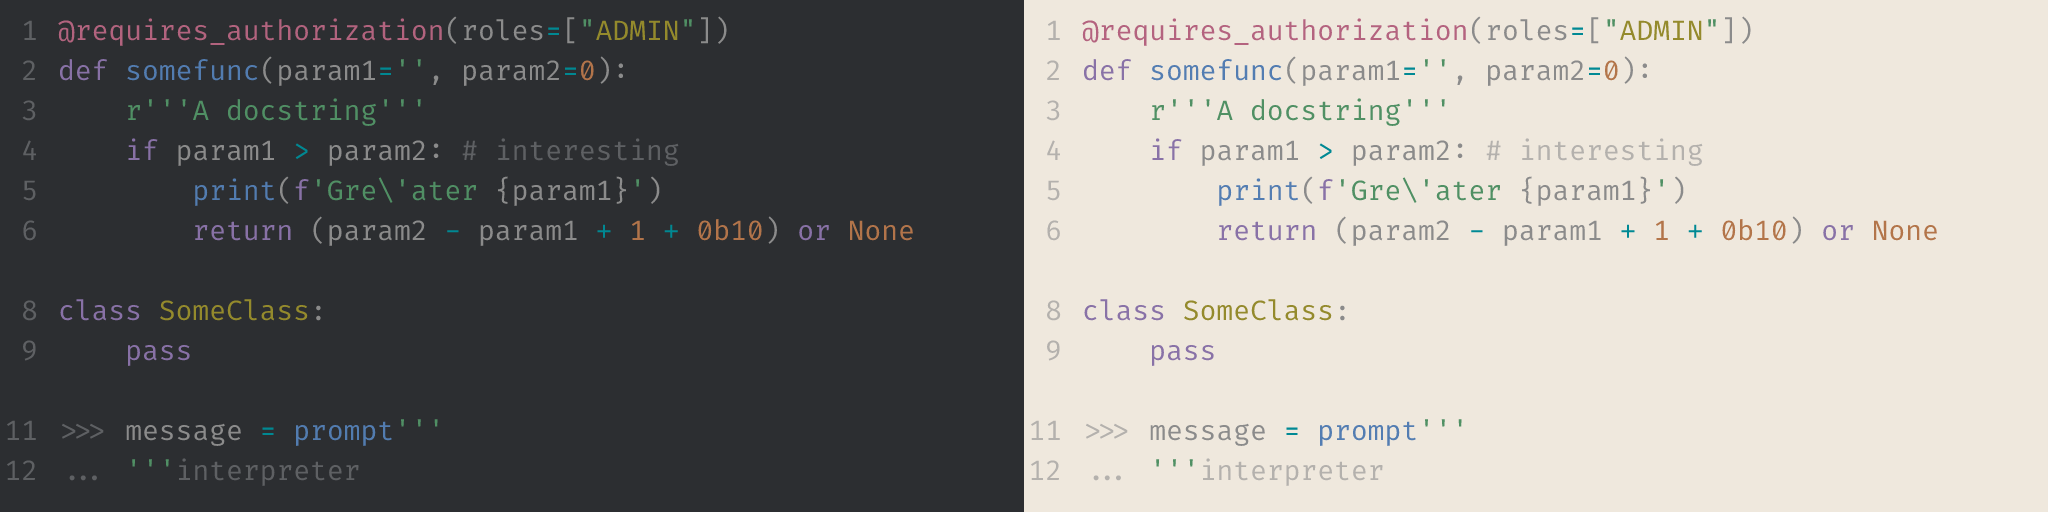 1 @requires_authorization(roles=["ADMIN"])
2 def somefunc(param1='', param2=0):
3     r'''A docstring'''
4     if param1 > param2: # interesting
5         print(f'Gre\'ater {param1}')
6         return (param2 - param1 + 1 + 0b10) or None
8 class SomeClass:
9     pass
11 >>> message = prompt'''
12 ... '''interpreter
1 @requires_authorization(roles=["ADMIN"])
2 def somefunc(param1='', param2=0):
3     r'''A docstring'''
4     if param1 > param2: # interesting
5         print(f'Gre\'ater {param1}')
6         return (param2 - param1 + 1 + 0b10) or None
8 class SomeClass:
9     pass
11 >>> message = prompt'''
12 ... '''interpreter